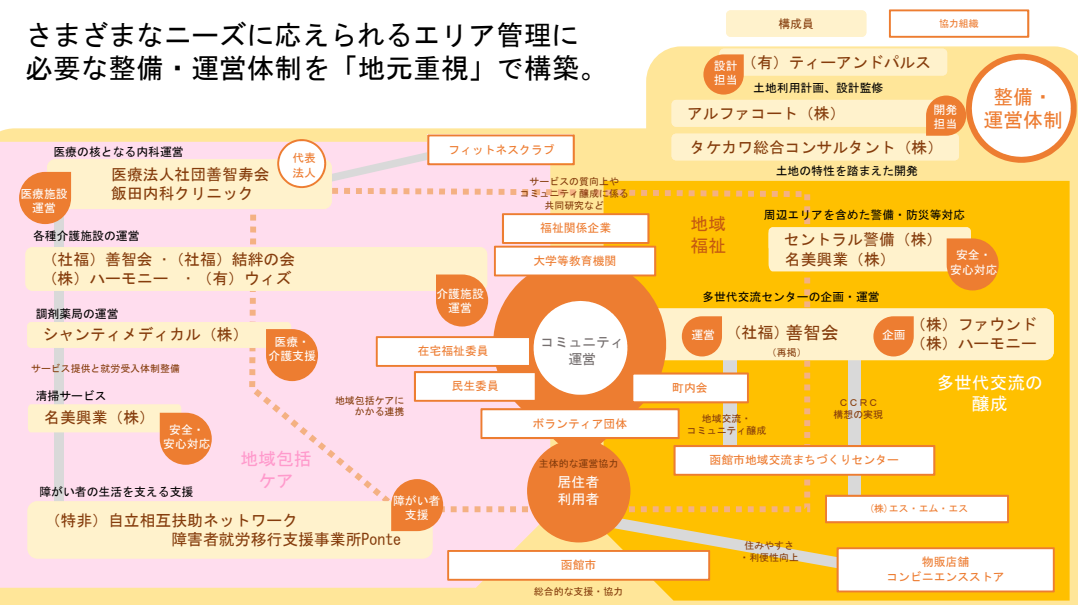 さまざまなニーズに応えられるエリア管理に
必要な整備・運営体制を「地元重視」で構築。
構成員
協力組織
整備・
運営体制
設計
担当
（有）ティーアンドパルス
土地利用計画、設計監修
アルファコート（株）
開発
担当
タケカワ総合コンサルタント（株）
土地の特性を踏まえた開発
医療の核となる内科運営
代表
法人
医療法人社団善智寿会
飯田内科クリニック
医療施設
運営
フィットネスクラブ
サービスの質向上や
コミュニティ醸成に係る
共同研究など
福祉関係企業
大学等教育機関
地域
福祉
周辺エリアを含めた警備・防災等対応
セントラル警備（株）
名美興業（株）
安全・
安心対応
各種介護施設の運営
（社福）善智会 ・（社福）結絆の会
（株）ハーモニー ・（有）ウィズ
介護施設
運営
多世代交流センターの企画・運営
運営
（社福）善智会
（再掲）
企画
（株）ファウンド
（株）ハーモニー
調剤薬局の運営
シャンティメディカル（株）
医療・
介護支援
サービス提供と就労受入体制整備
コミュニティ
運営
在宅福祉委員
民生委員
町内会
ボランティア団体
地域包括ケアに
かかる連携
多世代交流の
醸成
地域交流・
コミュニティ醸成
ＣＣＲＣ
構想の実現
清掃サービス
名美興業（株）
安全・
安心対応
地域包括
ケア
函館市地域交流まちづくりセンター
主体的な運営協力
居住者
利用者
障がい者の生活を支える支援
（特非）自立相互扶助ネットワーク
障害者就労移行支援事業所Ponte
障がい者
支援
（株）エス・エム・エス
住みやすさ
・利便性向上
物販店舗
コンビニエンスストア
函館市
総合的な支援・協力